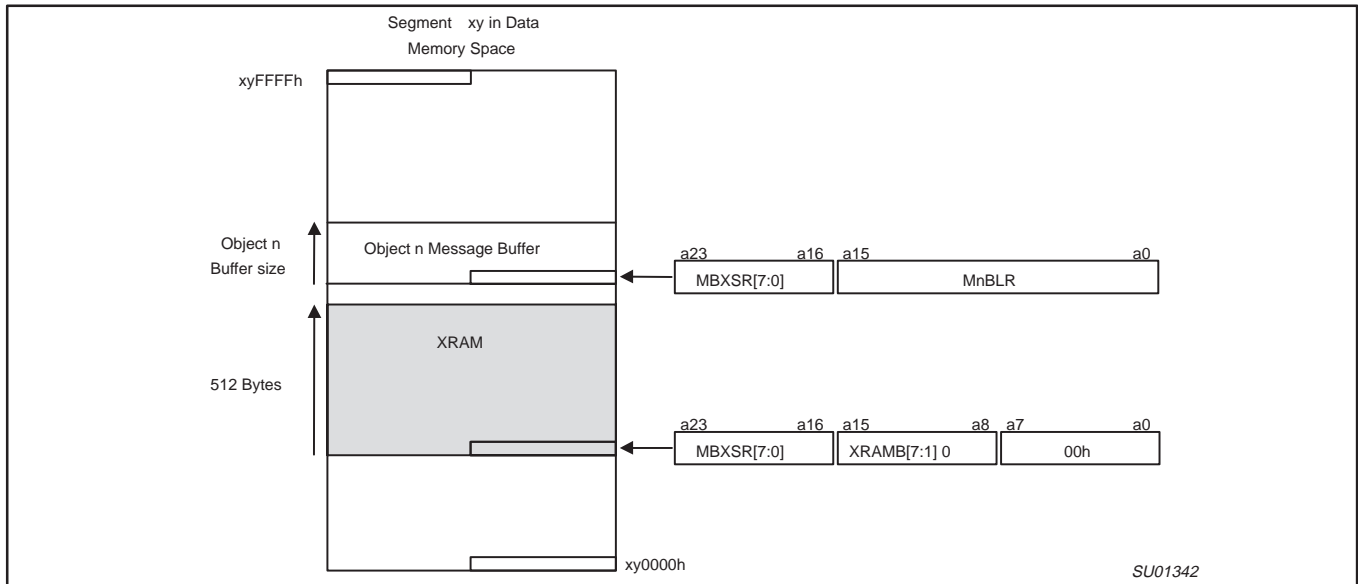 Segment xy in Data
Memory Space
xyFFFFh
Object n
Buffer size
Object n Message Buffer
a23 a16 a15 a0
MBXSR[7:0] MnBLR
XRAM
512 Bytes
a23 a16 a15 a8 a7 a0
MBXSR[7:0] XRAMB[7:1] 0 00h
xy0000h
SU01342